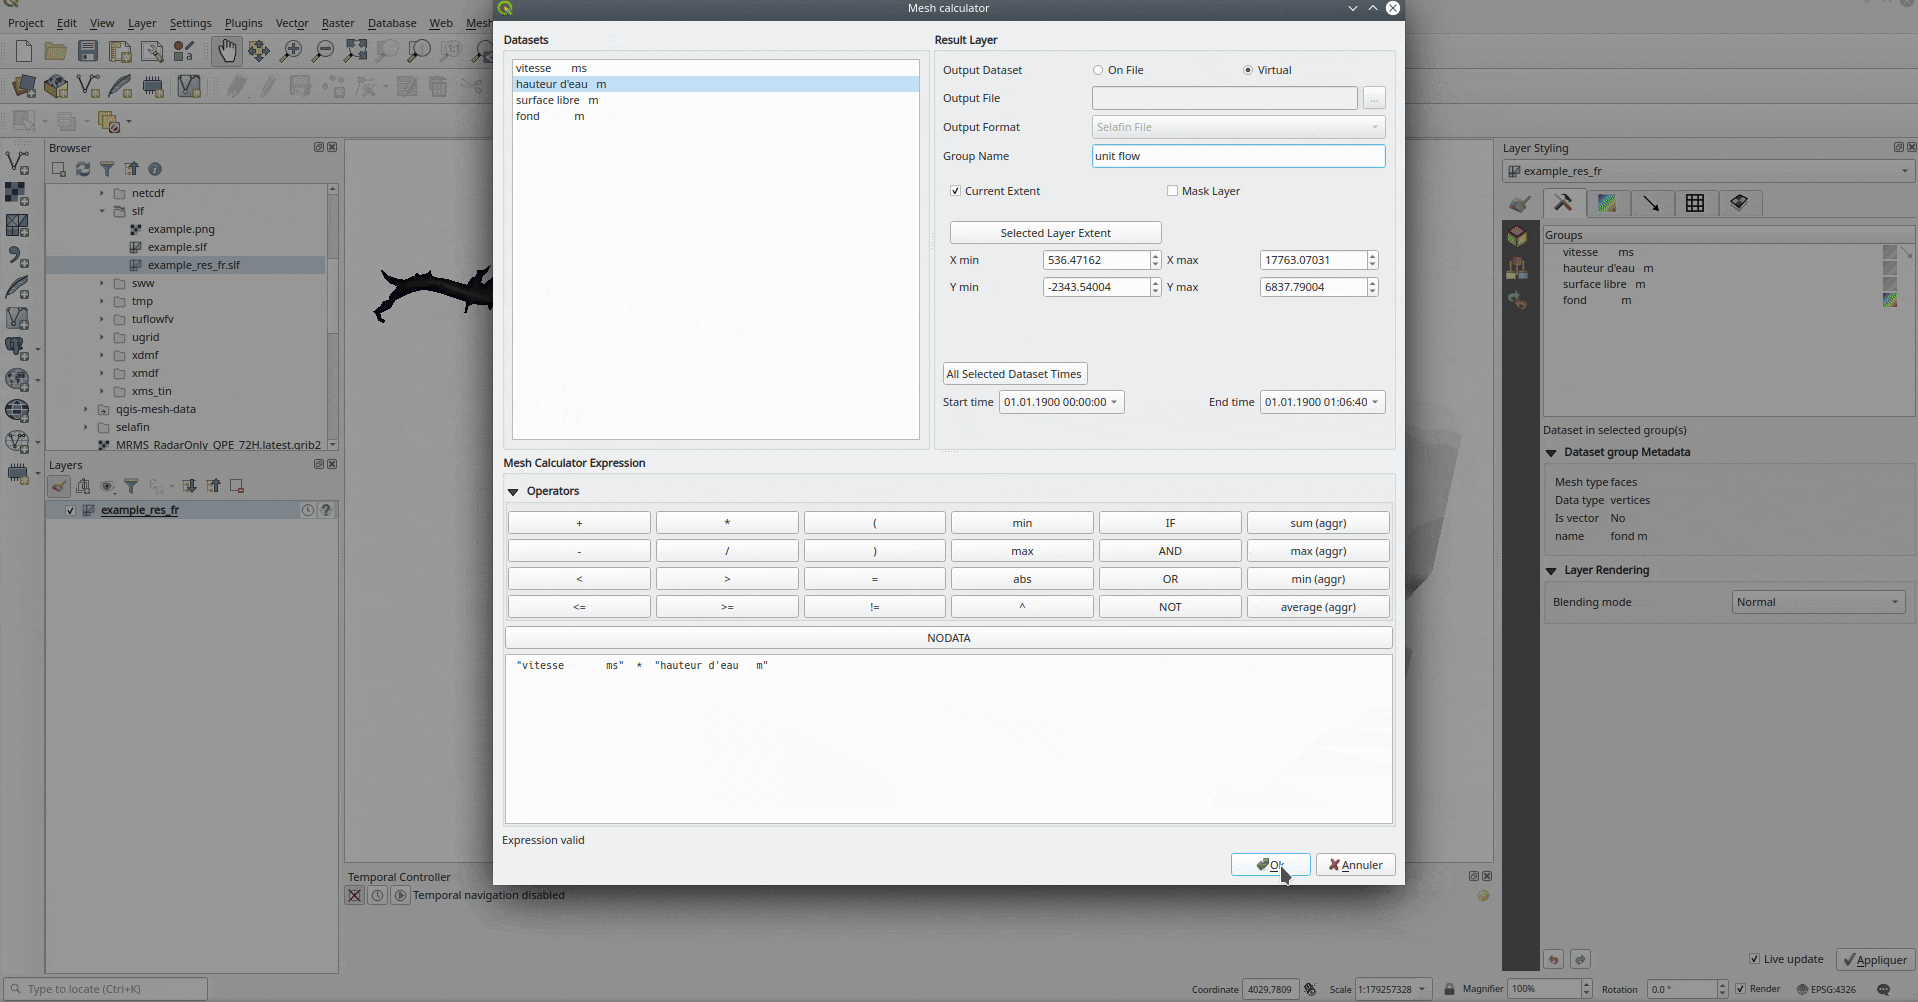 Mesh calculator
Project Edit View Layer Settings Plugins Vector Raster Database Web Mesh
Browser
netcdf
slf
example.png
example.slf
example_res_fr.slf
sww
tmp
tuflowfv
ugrid
xdmf
xmdf
xms_tin
qgis-mesh-data
selafin
MRMS_RadarOnly_QPE_72H.latest.grib2
Layers
example_res_fr
Datasets
vitesse ms
hauteur d'eau m
surface libre m
fond m
Result Layer
Output Dataset On File Virtual
Output File ...
Output Format Selafin File
Group Name unit flow
Current Extent Mask Layer
Selected Layer Extent
X min 536.47162 X max 17763.07031
Y min -2343.54004 Y max 6837.79004
All Selected Dataset Times
Start time 01.01.1900 00:00:00 End time 01.01.1900 01:06:40
Mesh Calculator Expression
Operators
+ * ( min IF sum (aggr)
- / ) max AND max (aggr)
< > = abs OR min (aggr)
<= >= != ^ NOT average (aggr)
NODATA
"vitesse ms" * "hauteur d'eau m"
Expression valid
Ok Annuler
Temporal Controller
Temporal navigation disabled
Layer Styling
example_res_fr
Groups
vitesse ms
hauteur d'eau m
surface libre m
fond m
Dataset in selected group(s)
Dataset group Metadata
Mesh type faces
Data type vertices
Is vector No
name fond m
Layer Rendering
Blending mode Normal
Live update Appliquer
Type to locate (Ctrl+K) Coordinate 4029,7809 Scale 1:179257328 Magnifier 100% Rotation 0.0 ° Render EPSG:4326